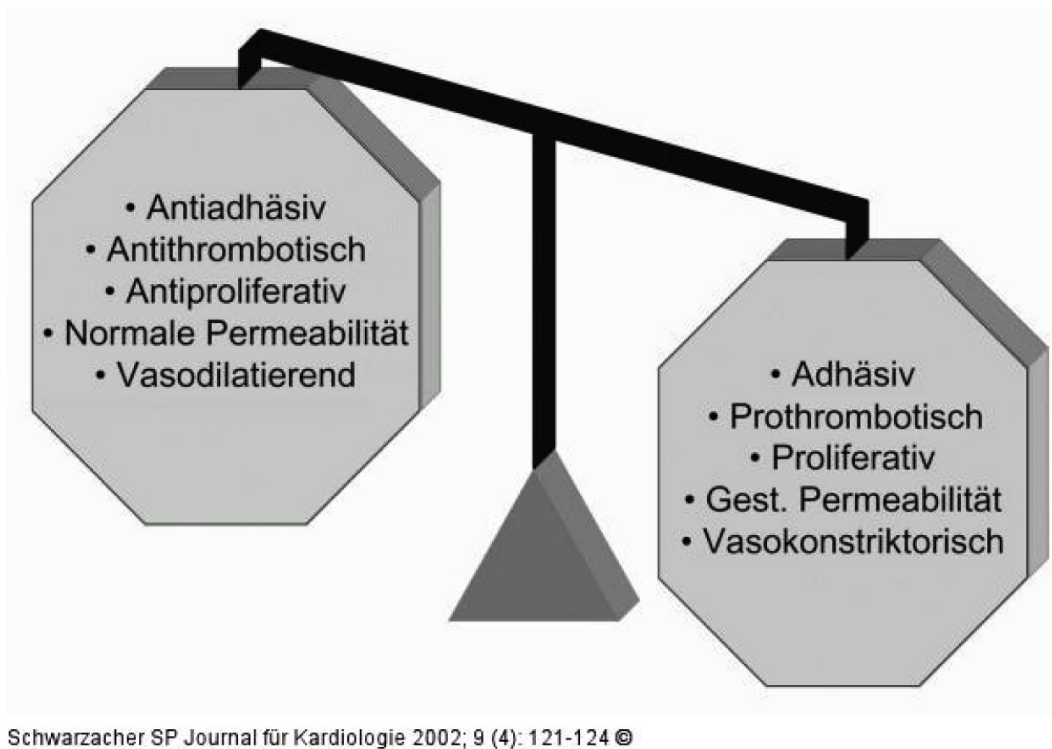 • Antiadhäsiv
• Antithrombotisch
• Antiproliferativ
• Normale Permeabilität
• Vasodilatierend
• Adhäsiv
• Prothrombotisch
• Proliferativ
• Gest. Permeabilität
• Vasokonstriktorisch
Schwarzacher SP Journal für Kardiologie 2002; 9 (4): 121-124 ©